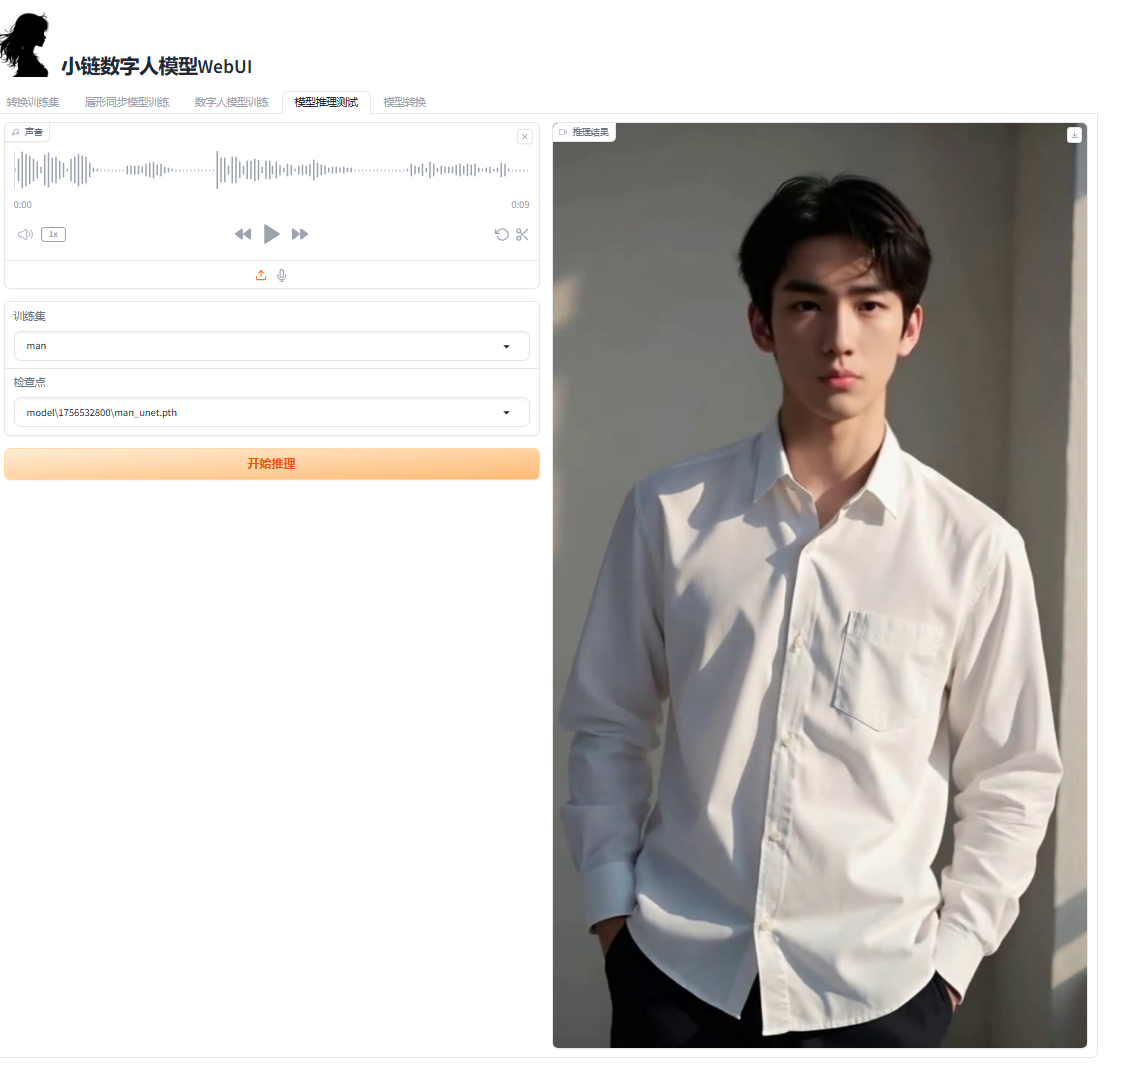 小链数字人模型WebUI
转换训练集 唇形同步模型训练 数字人模型训练 模型推理测试 模型转换
声音
0:00 0:09
1x
训练集
man
检查点
model\1756532800\man_unet.pth
开始推理
推理结果